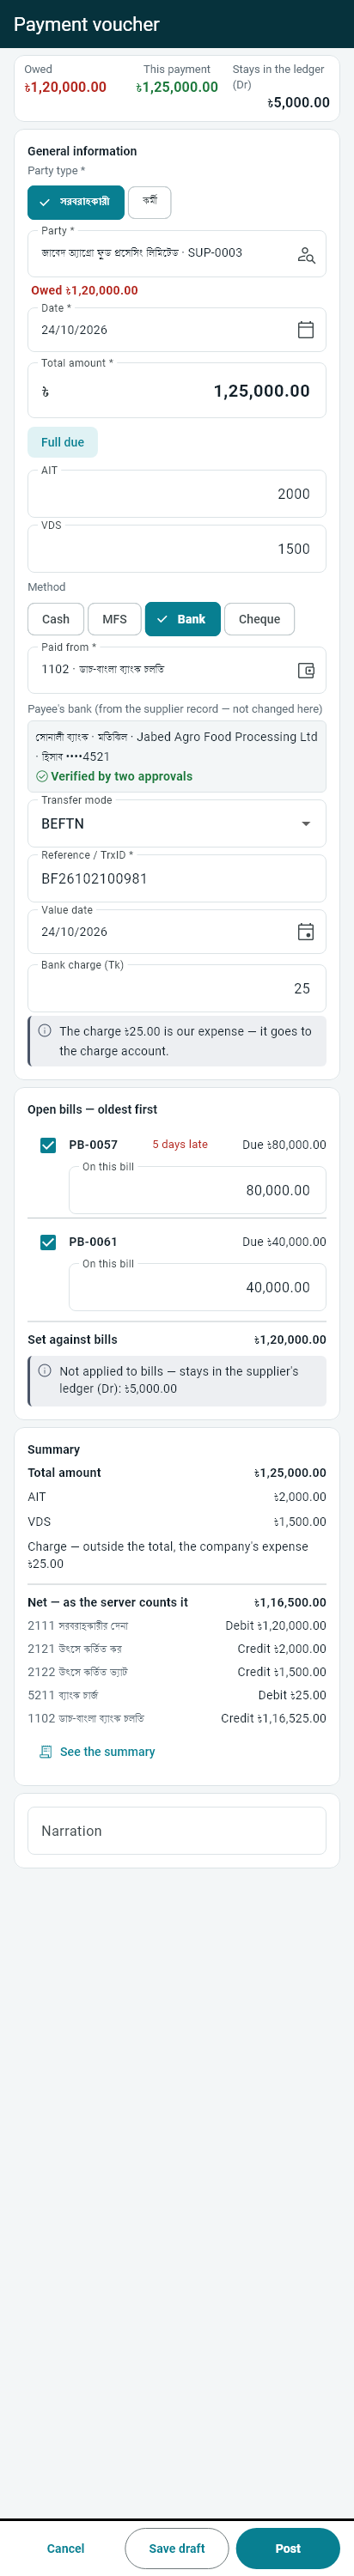 Payment voucher
Owed
৳1,20,000.00
This payment
৳1,25,000.00
Stays in the ledger
(Dr)
৳5,000.00
General information
Party type *
সরবরাহকারী
কর্মী
Party *
জাবেদ অ্যাগ্রো ফুড প্রসেসিং লিমিটেড · SUP-0003
Owed ৳1,20,000.00
Date *
24/10/2026
Total amount *
৳ 1,25,000.00
Full due
AIT
2000
VDS
1500
Method
Cash
MFS
Bank
Cheque
Paid from *
1102 · ডাচ-বাংলা ব্যাংক চলতি
Payee's bank (from the supplier record — not changed here)
সোনালী ব্যাংক · মতিঝিল · Jabed Agro Food Processing Ltd
· হিসাব ••••4521
Verified by two approvals
Transfer mode
BEFTN
Reference / TrxID *
BF26102100981
Value date
24/10/2026
Bank charge (Tk)
25
The charge ৳25.00 is our expense — it goes to
the charge account.
Open bills — oldest first
PB-0057 5 days late Due ৳80,000.00
On this bill
80,000.00
PB-0061 Due ৳40,000.00
On this bill
40,000.00
Set against bills ৳1,20,000.00
Not applied to bills — stays in the supplier's
ledger (Dr): ৳5,000.00
Summary
Total amount ৳1,25,000.00
AIT ৳2,000.00
VDS ৳1,500.00
Charge — outside the total, the company's expense
৳25.00
Net — as the server counts it ৳1,16,500.00
2111 সরবরাহকারীর দেনা Debit ৳1,20,000.00
2121 উৎসে কর্তিত কর Credit ৳2,000.00
2122 উৎসে কর্তিত ভ্যাট Credit ৳1,500.00
5211 ব্যাংক চার্জ Debit ৳25.00
1102 ডাচ-বাংলা ব্যাংক চলতি Credit ৳1,16,525.00
See the summary
Narration
Cancel
Save draft
Post